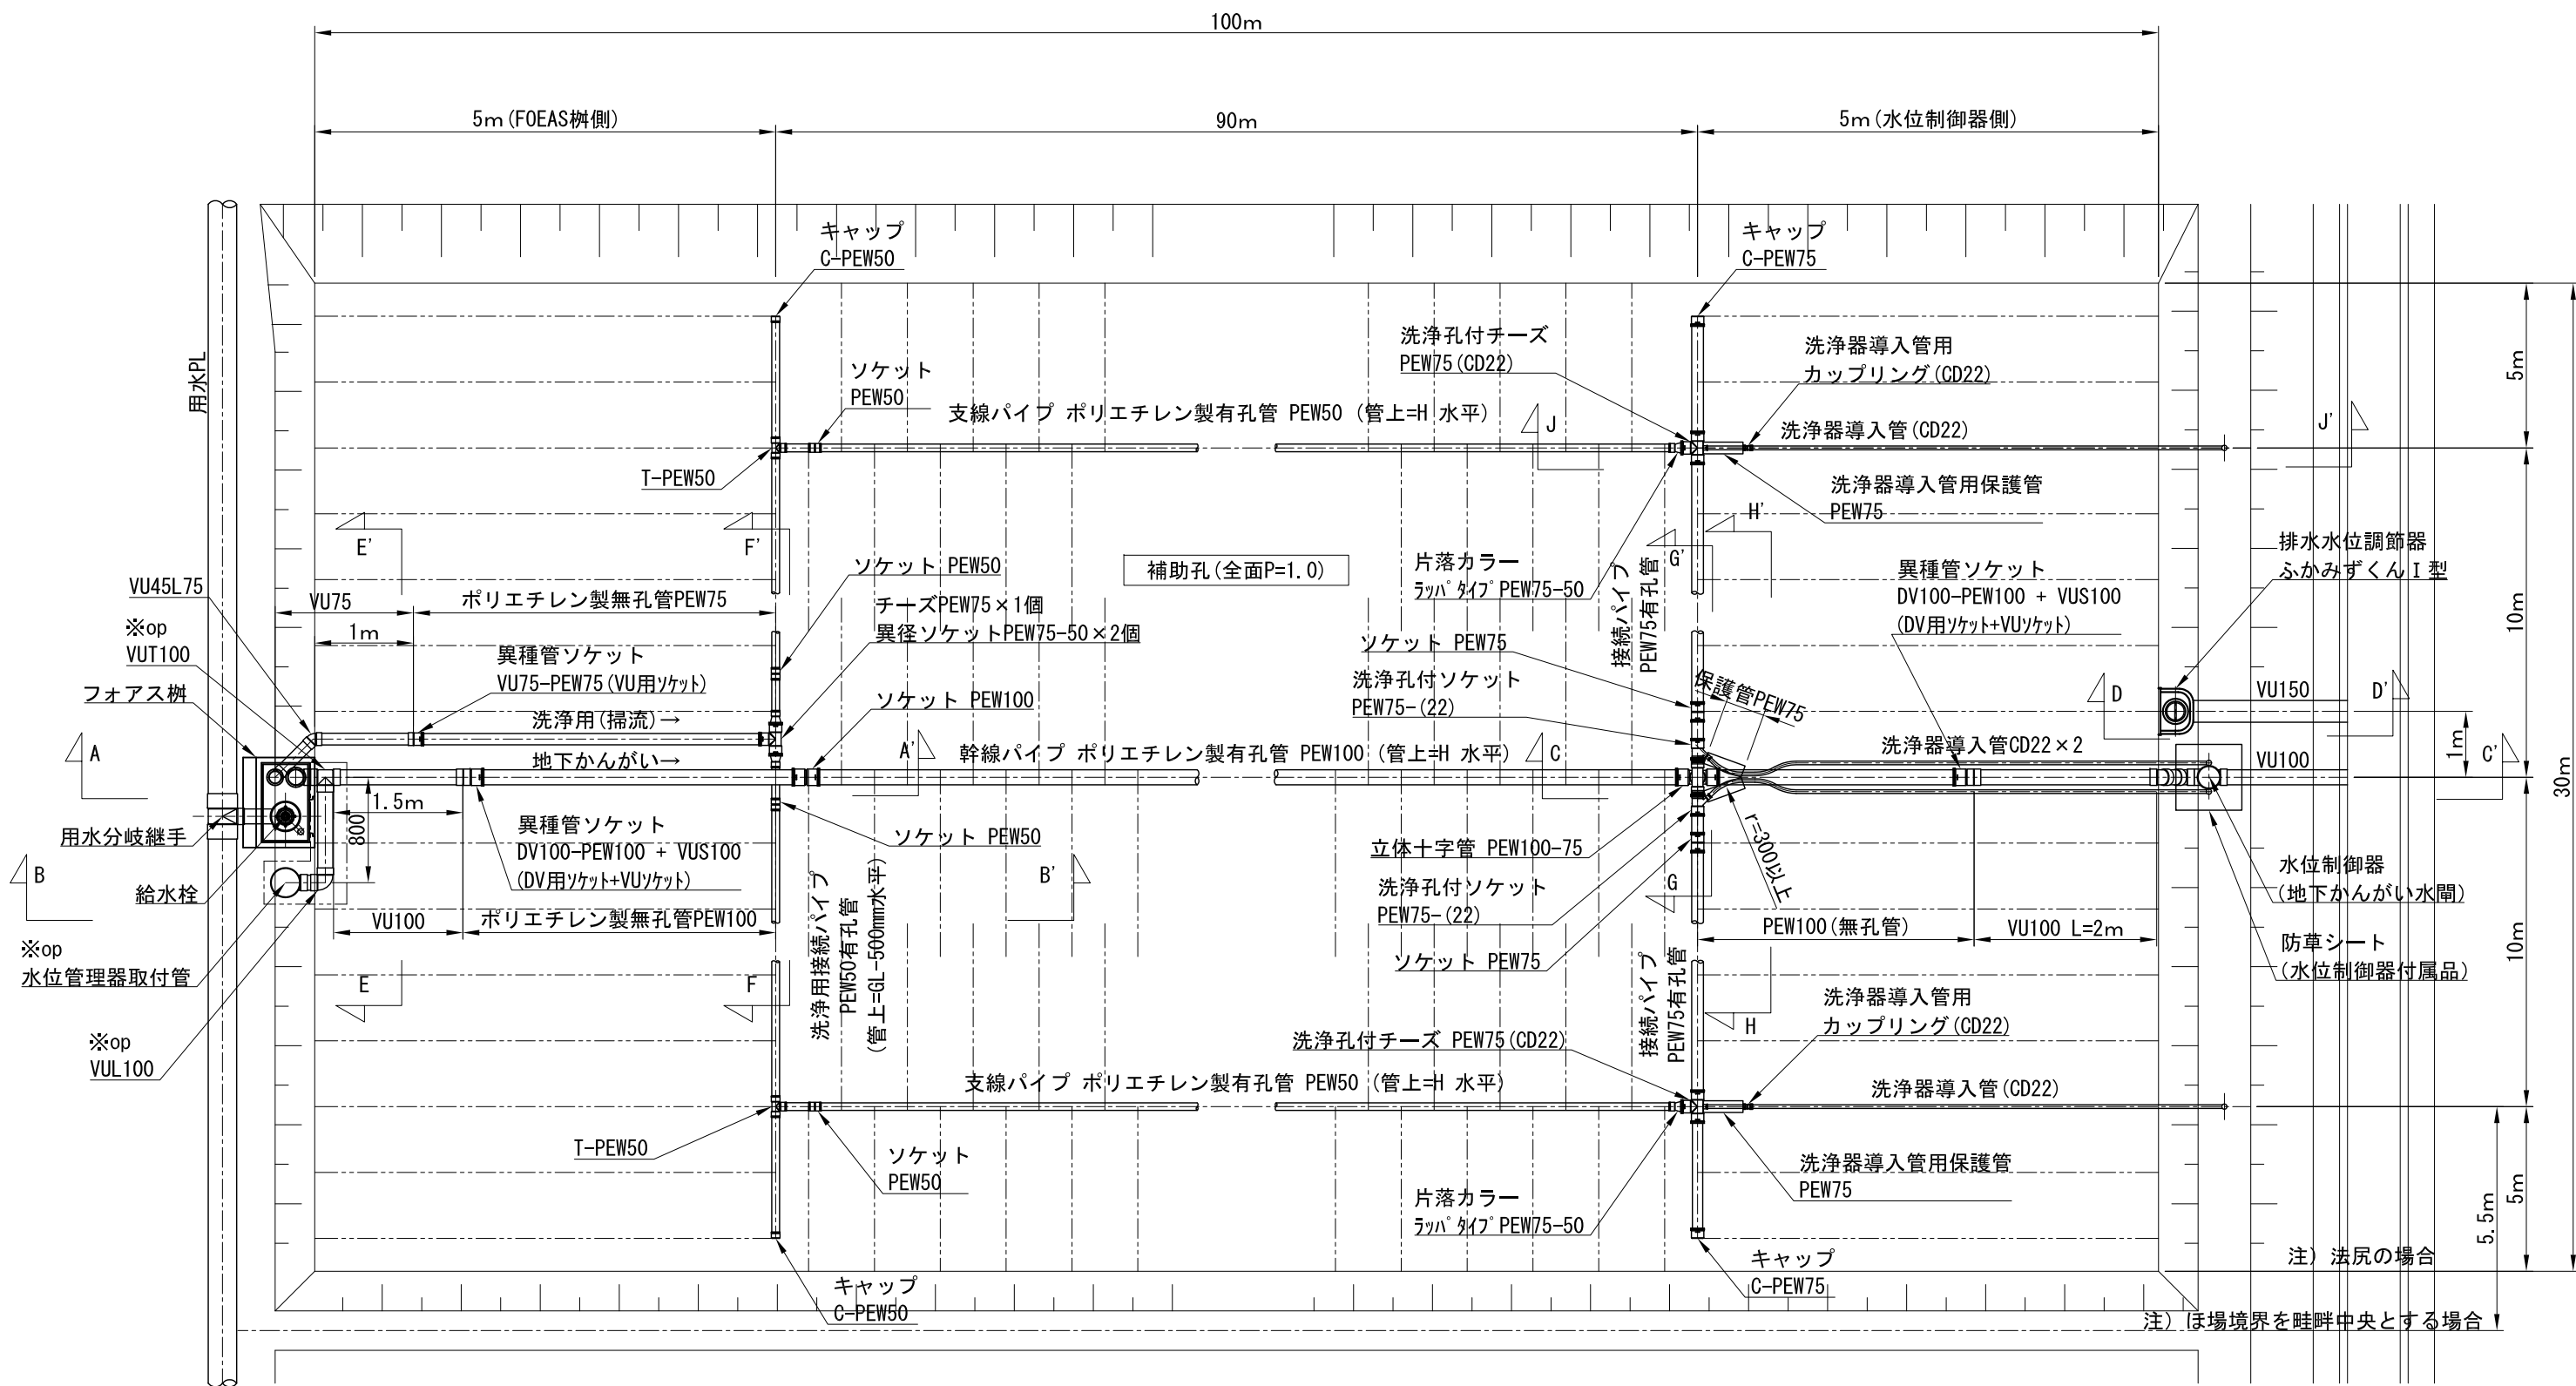 100m
5m(FOEAS桝側)
90m
5m(水位制御器側)
キャップ
C-PEW50
キャップ
C-PEW75
用水PL
ソケット
PEW50
支線パイプ ポリエチレン製有孔管 PEW50 (管上=H 水平)
洗浄孔付チーズ
PEW75(CD22)
洗浄器導入管用
カップリング(CD22)
J
洗浄器導入管(CD22)
J'
5m
T-PEW50
洗浄器導入管用保護管
PEW75
E'
F'
H'
G'
VU45L75
ソケット PEW50
補助孔(全面P=1.0)
片落カラー
ラッパタイプPEW75-50
接続パイプ
PEW75有孔管
異種管ソケット
DV100-PEW100 + VUS100
(DV用ソケット+VUソケット)
排水水位調節器
ふかみずくんⅠ型
VU75
ポリエチレン製無孔管PEW75
チーズPEW75×1個
異径ソケットPEW75-50×2個
10m
※op
VUT100
1m
異種管ソケット
VU75-PEW75(VU用ソケット)
ソケット PEW75
フォアス桝
洗浄用(掃流)→
ソケット PEW100
洗浄孔付ソケット
PEW75-(22)
保護管PEW75
D
VU150
D'
A
地下かんがい→
A'
幹線パイプ ポリエチレン製有孔管 PEW100 (管上=H 水平)
C
洗浄器導入管CD22×2
1m
VU100
C'
30m
1.5m
800
用水分岐継手
異種管ソケット
DV100-PEW100 + VUS100
(DV用ソケット+VUソケット)
ソケット PEW50
立体十字管 PEW100-75
r=300以上
B
給水栓
B'
洗浄孔付ソケット
PEW75-(22)
G
水位制御器
(地下かんがい水閘)
VU100
ポリエチレン製無孔管PEW100
PEW100(無孔管)
VU100 L=2m
※op
水位管理器取付管
洗浄用接続パイプ
PEW50有孔管
(管上=GL-500mm水平)
ソケット PEW75
防草シート
(水位制御器付属品)
10m
E
F
接続パイプ
PEW75有孔管
H
洗浄器導入管用
カップリング(CD22)
※op
VUL100
洗浄孔付チーズ PEW75(CD22)
支線パイプ ポリエチレン製有孔管 PEW50 (管上=H 水平)
洗浄器導入管(CD22)
T-PEW50
ソケット
PEW50
洗浄器導入管用保護管
PEW75
片落カラー
ラッパタイプPEW75-50
5m
5.5m
キャップ
C-PEW50
キャップ
C-PEW75
注) 法尻の場合
注) ほ場境界を畦畔中央とする場合